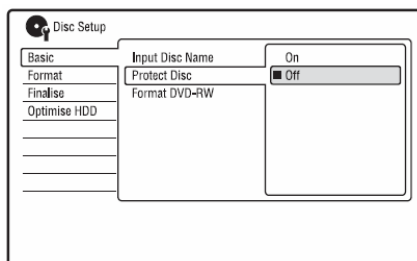 Disc Setup
Basic
Input Disc Name
On
Format
Protect Disc
Off
Finalise
Format DVD-RW
Optimise HDD